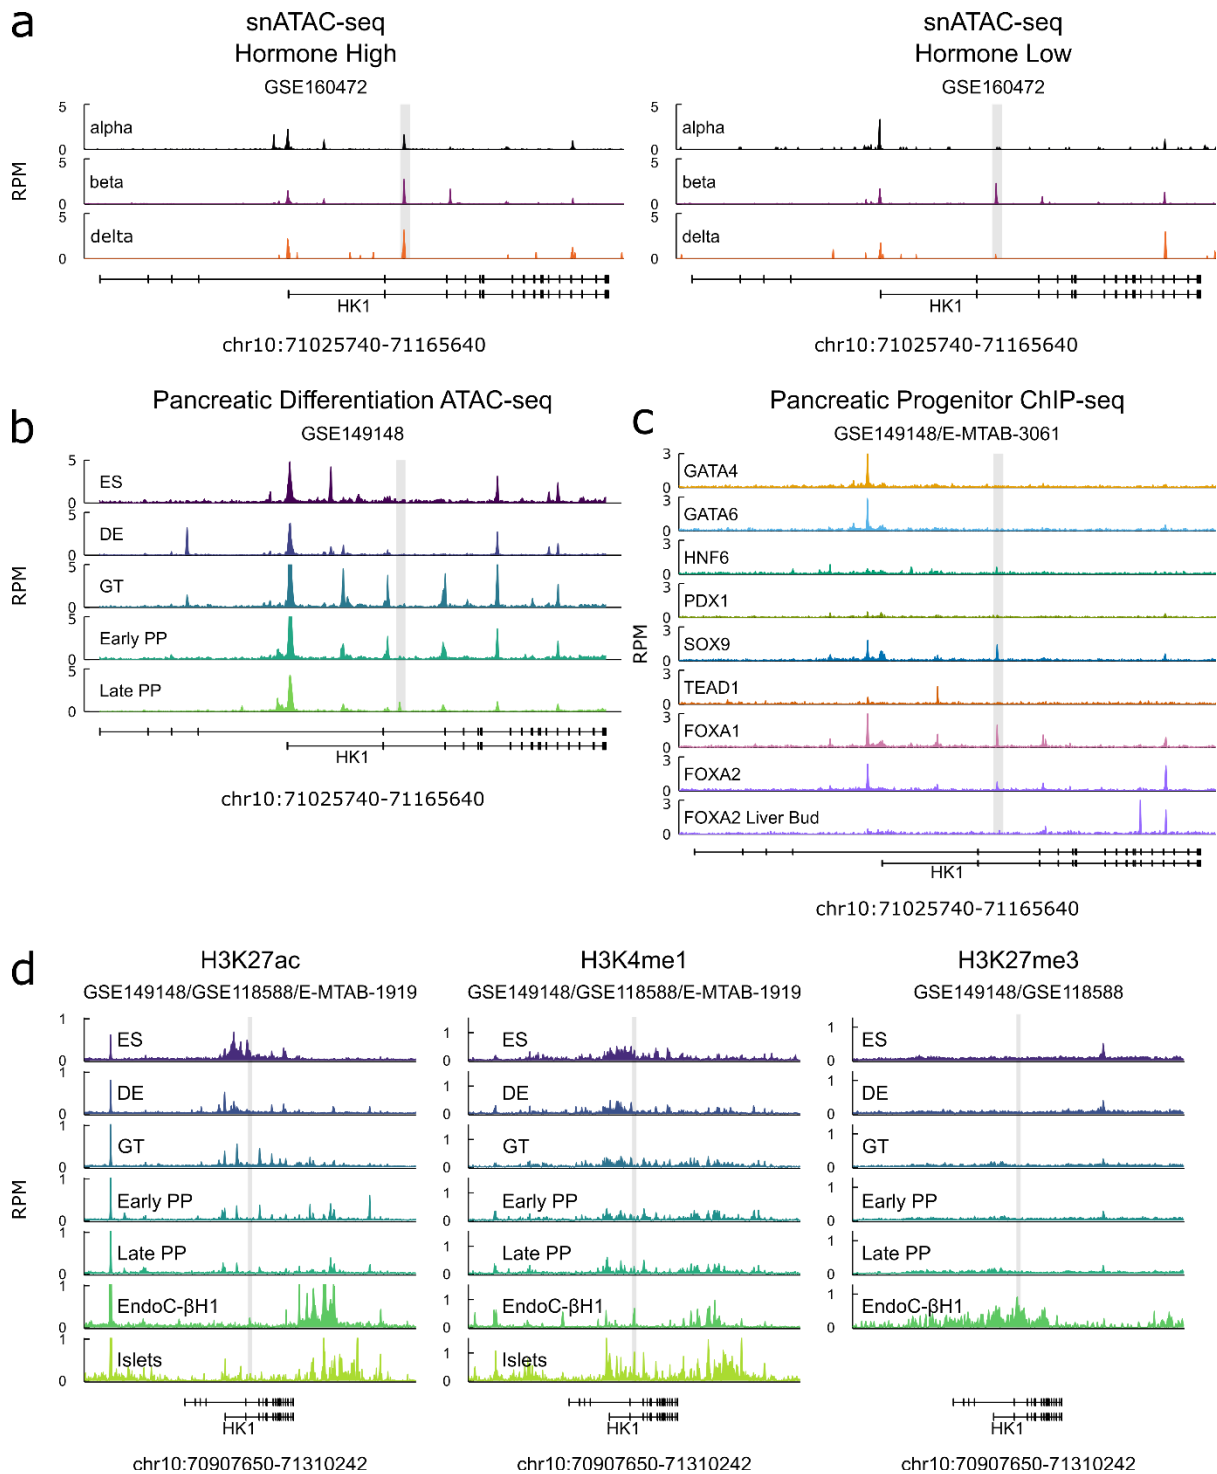 a
snATAC-seq
Hormone High
GSE160472
RPM
5
alpha
0
5
beta
0
5
delta
0
HK1
chr10:71025740-71165640
snATAC-seq
Hormone Low
GSE160472
5
alpha
0
5
beta
0
5
delta
0
HK1
chr10:71025740-71165640
b
Pancreatic Differentiation ATAC-seq
GSE149148
RPM
5
ES
0
5
DE
0
5
GT
0
5
Early PP
0
5
Late PP
0
HK1
chr10:71025740-71165640
c
Pancreatic Progenitor ChIP-seq
GSE149148/E-MTAB-3061
RPM
3
GATA4
0
3
GATA6
0
3
HNF6
0
3
PDX1
0
3
SOX9
0
3
TEAD1
0
3
FOXA1
0
3
FOXA2
0
3
FOXA2 Liver Bud
0
HK1
chr10:71025740-71165640
d
H3K27ac
GSE149148/GSE118588/E-MTAB-1919
RPM
1
ES
0
1
DE
0
1
GT
0
1
Early PP
0
1
Late PP
0
1
EndoC-βH1
0
1
Islets
0
HK1
chr10:70907650-71310242
H3K4me1
GSE149148/GSE118588/E-MTAB-1919
1
ES
0
1
DE
0
1
GT
0
1
Early PP
0
1
Late PP
0
1
EndoC-βH1
0
1
Islets
0
HK1
chr10:70907650-71310242
H3K27me3
GSE149148/GSE118588
1
ES
0
1
DE
0
1
GT
0
1
Early PP
0
1
Late PP
0
1
EndoC-βH1
0
HK1
chr10:70907650-71310242